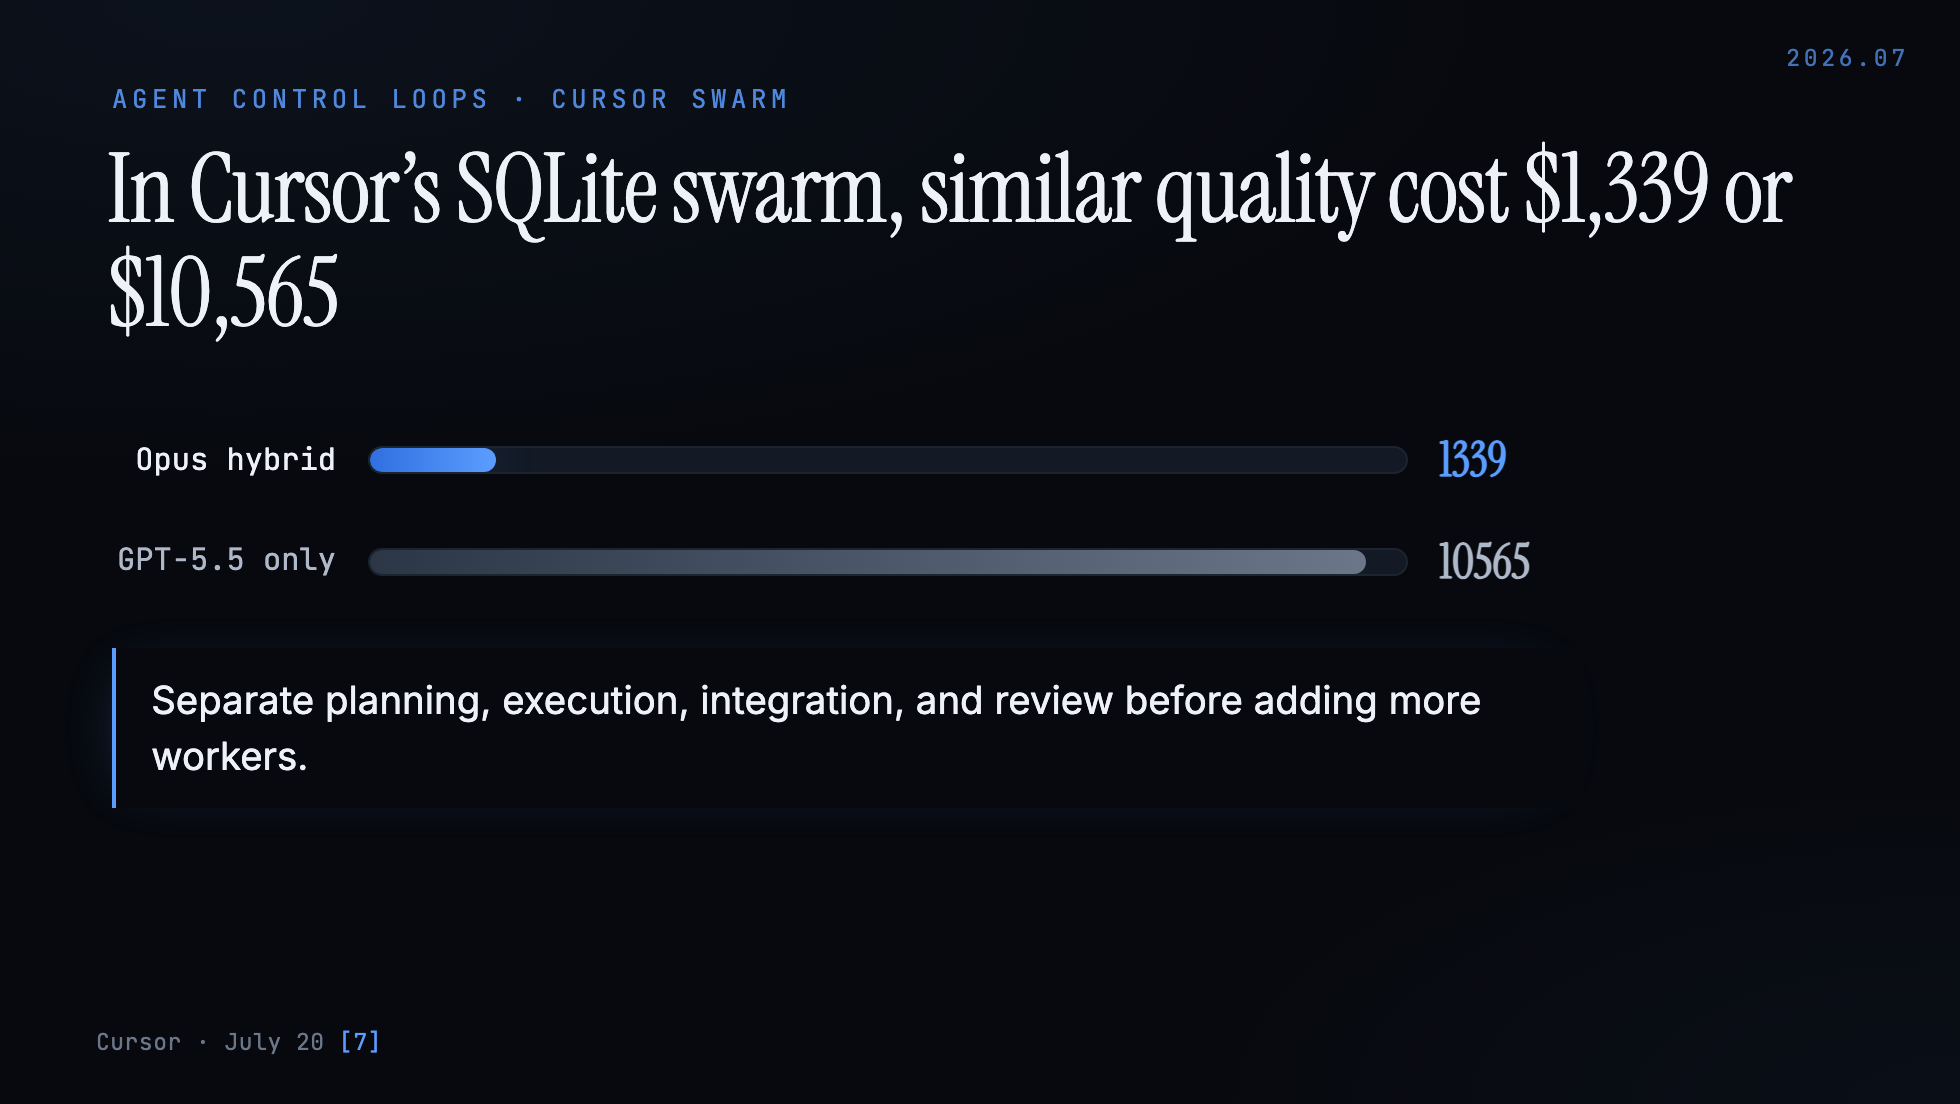 2026.07
AGENT CONTROL LOOPS · CURSOR SWARM
In Cursor’s SQLite swarm, similar quality cost $1,339 or
$10,565
Opus hybrid 1339
GPT-5.5 only 10565
Separate planning, execution, integration, and review before adding more
workers.
Cursor · July 20 [7]